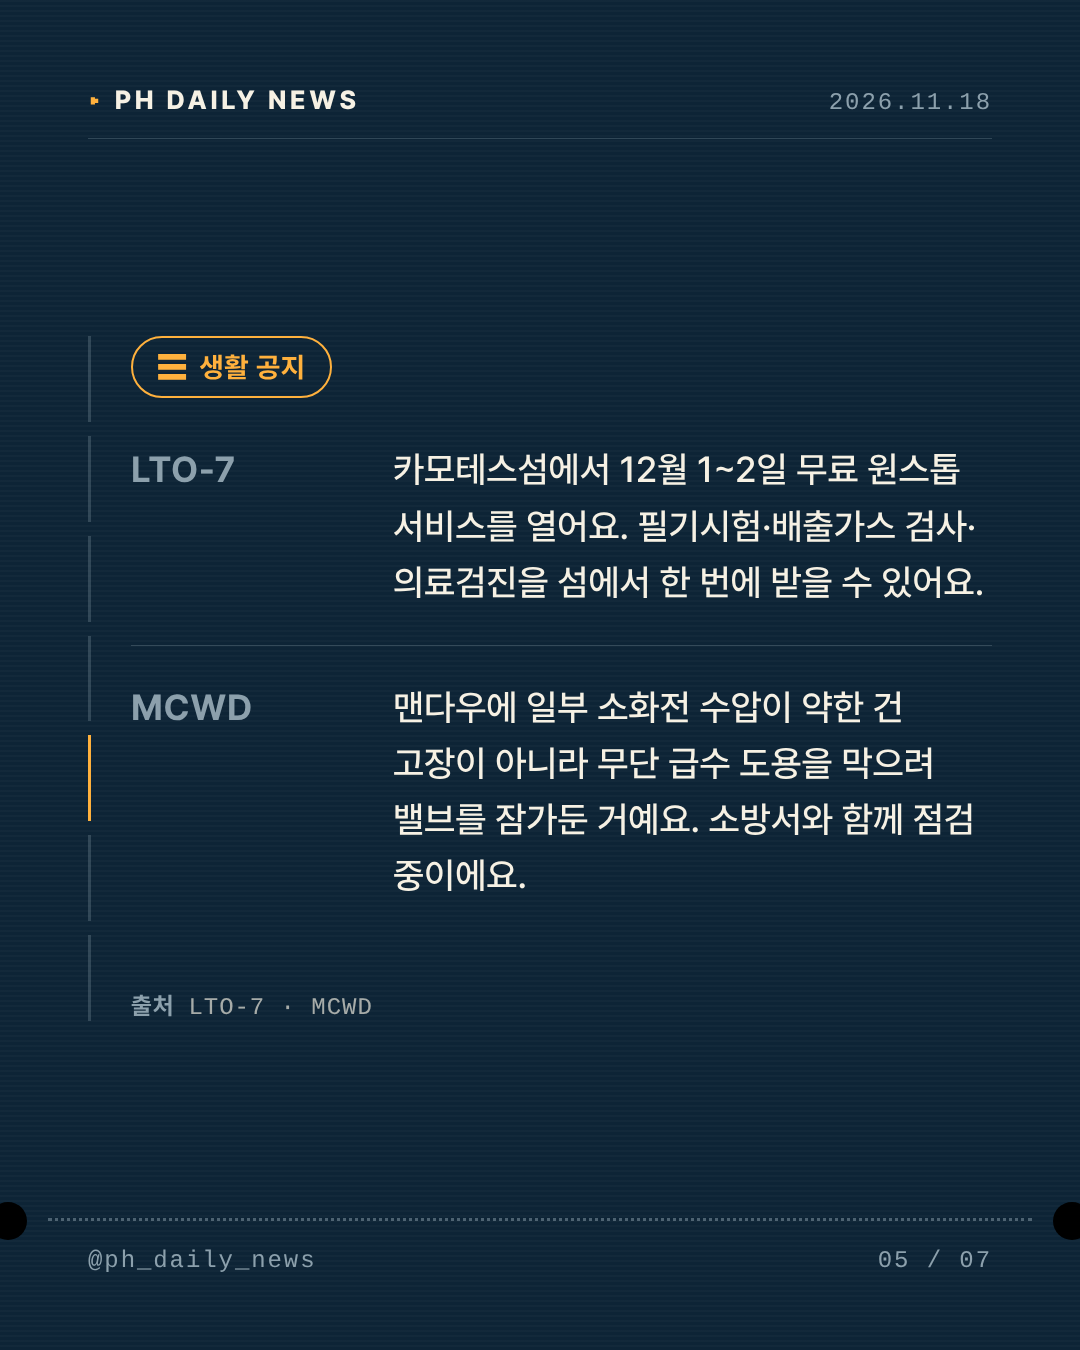 PH DAILY NEWS
2026.11.18
생활 공지
LTO-7
카모테스섬에서 12월 1~2일 무료 원스톱
서비스를 열어요. 필기시험·배출가스 검사·
의료검진을 섬에서 한 번에 받을 수 있어요.
MCWD
맨다우에 일부 소화전 수압이 약한 건
고장이 아니라 무단 급수 도용을 막으려
밸브를 잠가둔 거예요. 소방서와 함께 점검
중이에요.
출처 LTO-7 · MCWD
@ph_daily_news
05 / 07